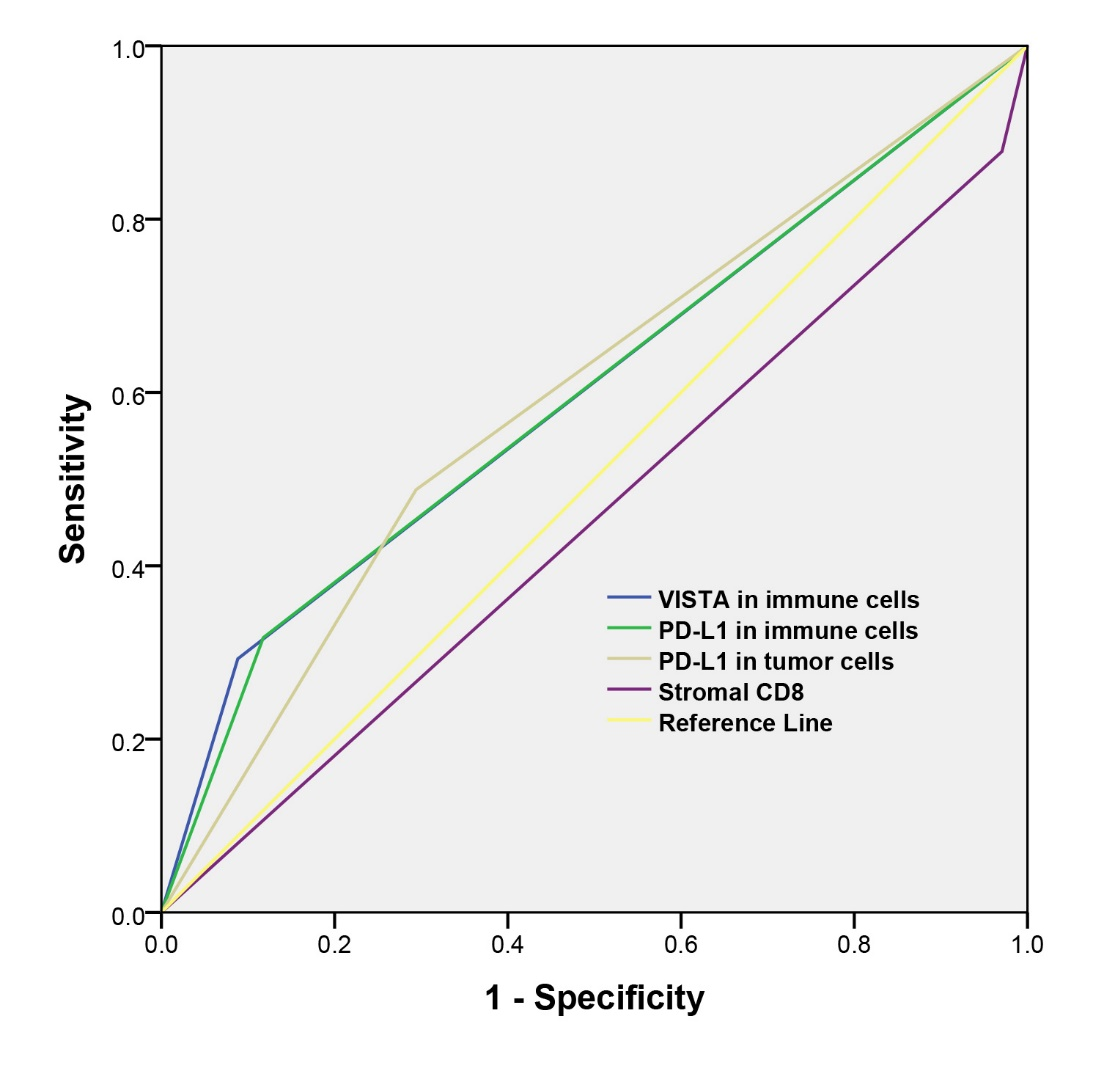 1.0
0.8
0.6
0.4
0.2
0.0
Sensitivity
VISTA in immune cells
PD-L1 in immune cells
PD-L1 in tumor cells
Stromal CD8
Reference Line
0.0 0.2 0.4 0.6 0.8 1.0
1 - Specificity